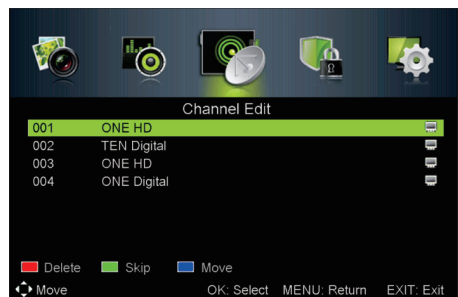 Channel Edit
001 ONE HD
002 TEN Digital
003 ONE HD
004 ONE Digital
Delete Skip Move
Move OK: Select MENU: Return EXIT: Exit